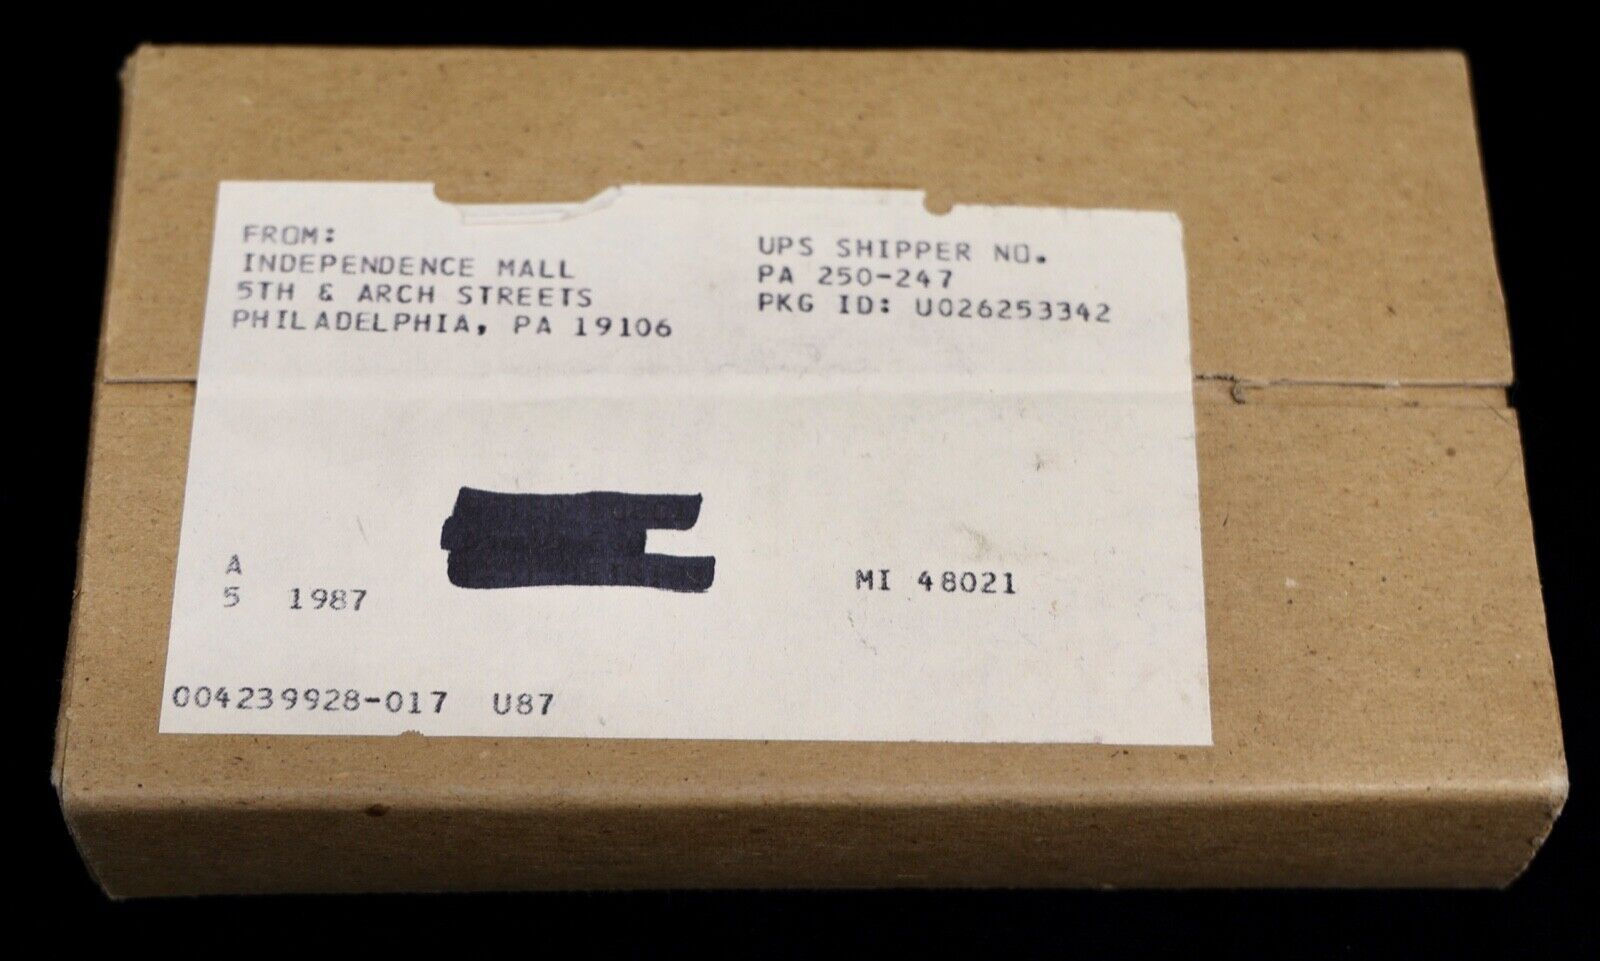 FROM:
INDEPENDENCE MALL
5TH & ARCH STREETS
PHILADELPHIA, PA 19106
UPS SHIPPER NO.
PA 250-247
PKG ID: U026253342
A
5 1987
MI 48021
004239928-017 U87